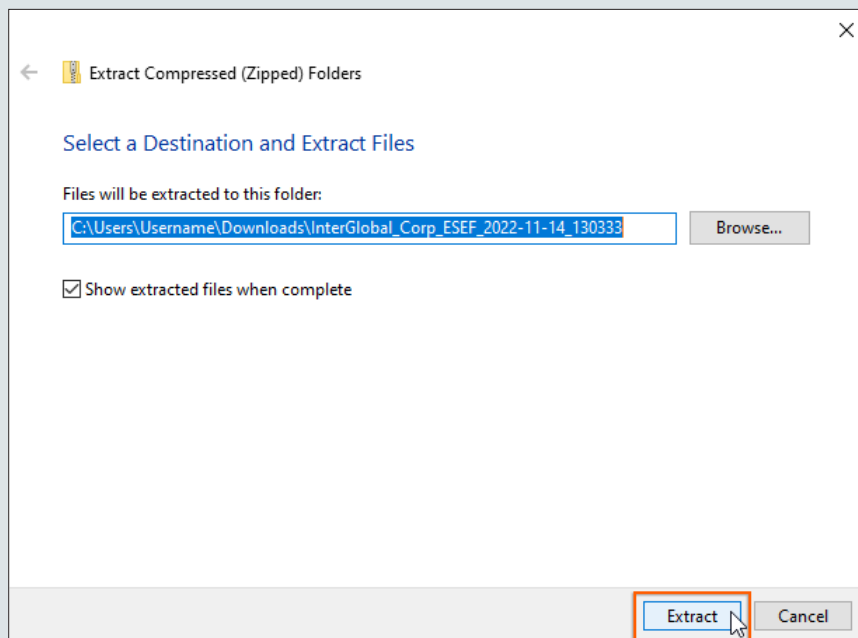 Extract Compressed (Zipped) Folders
Select a Destination and Extract Files
Files will be extracted to this folder:
C:\Users\Username\Downloads\InterGlobal_Corp_ESEF_2022-11-14_130333
Browse...
Show extracted files when complete
Extract
Cancel